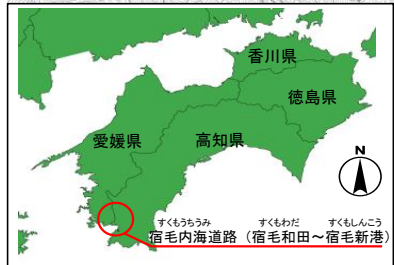 香川県
徳島県
愛媛県
高知県
N
すくもうちうみ すくもわだ すくもしんこう
宿毛内海道路（宿毛和田～宿毛新港）